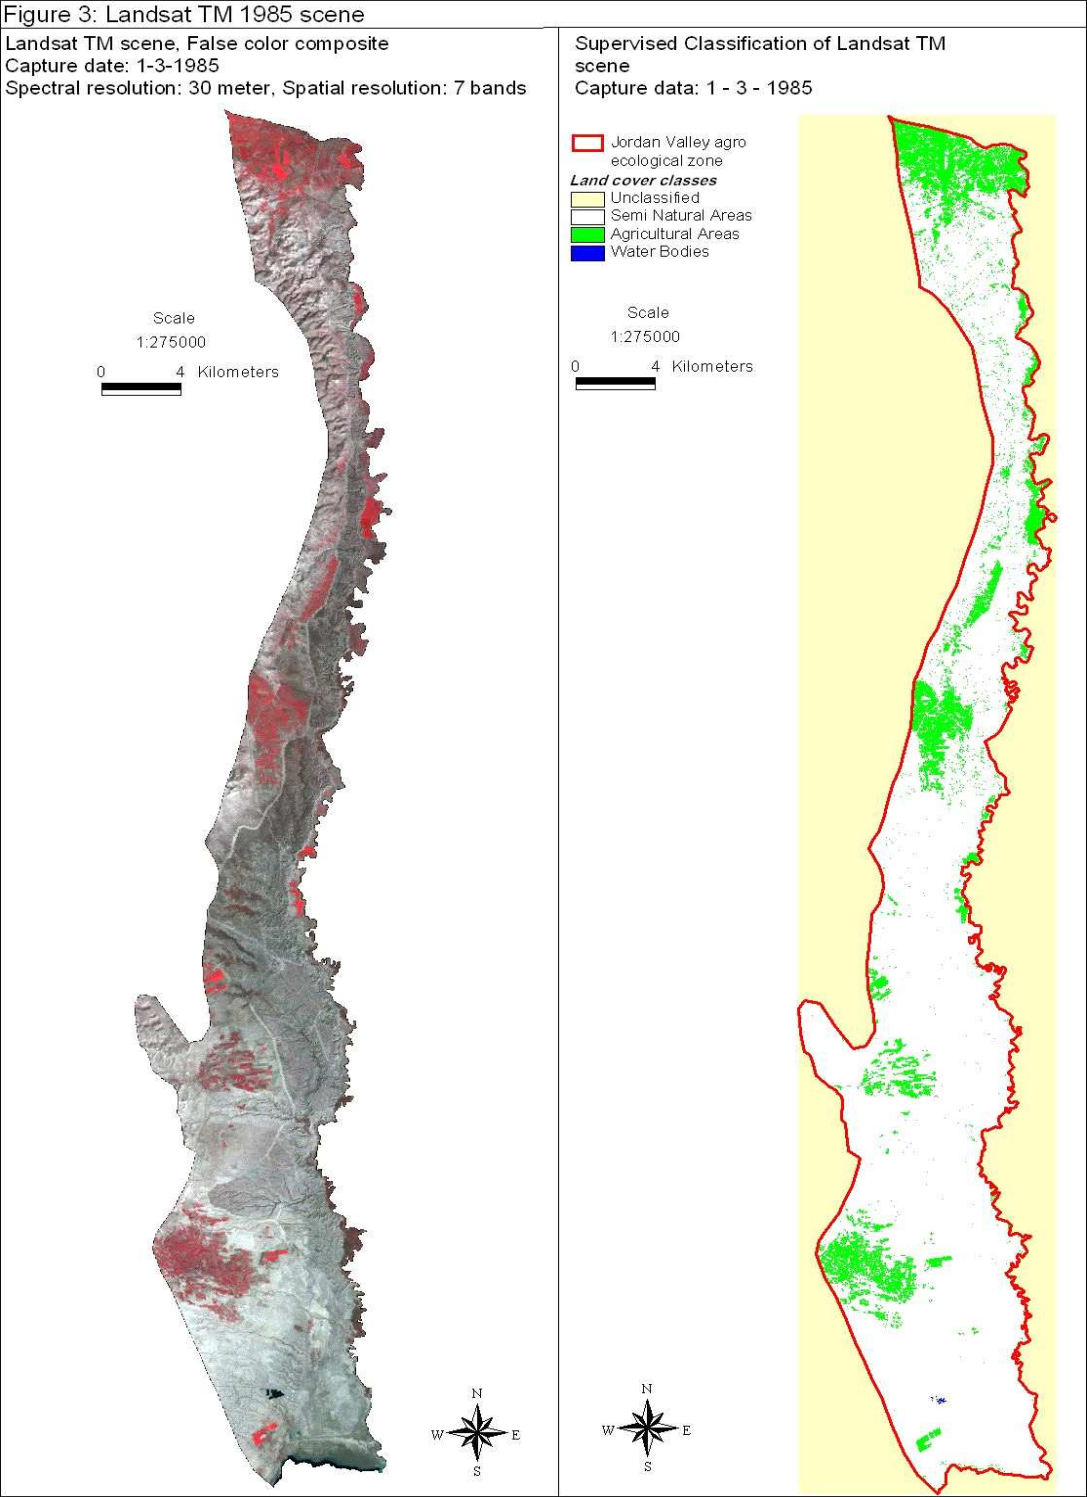 Figure 3: Landsat TM 1985 scene
Landsat TM scene, False color composite
Capture date: 1-3-1985
Spectral resolution: 30 meter, Spatial resolution: 7 bands
Scale
1:275000
0 4 Kilometers
N
W E
S
Supervised Classification of Landsat TM
scene
Capture data: 1 - 3 - 1985
Jordan Valley agro
ecological zone
Land cover classes
Unclassified
Semi Natural Areas
Agricultural Areas
Water Bodies
Scale
1:275000
0 4 Kilometers
N
W E
S